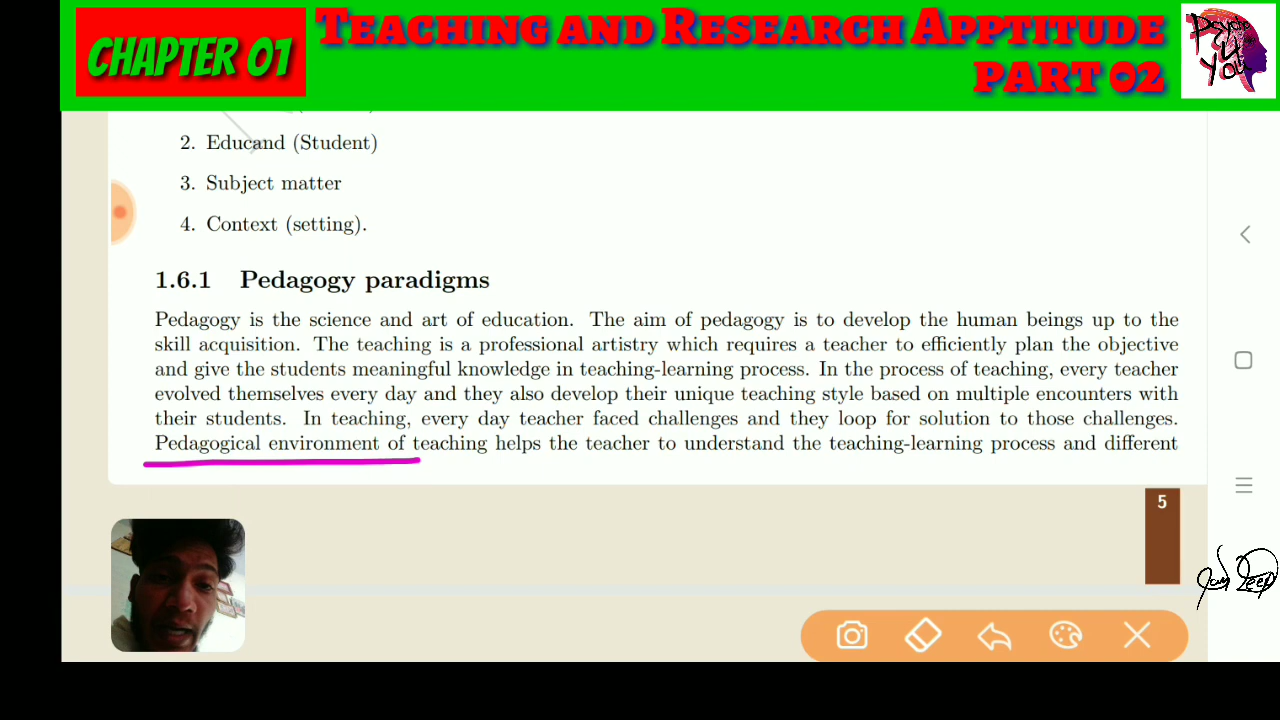 CHAPTER 01
TEACHING AND RESEARCH APPTITUDE
PART 02
Psycho
4
You
2. Educand (Student)
3. Subject matter
4. Context (setting).
1.6.1 Pedagogy paradigms
Pedagogy is the science and art of education. The aim of pedagogy is to develop the human beings up to the
skill acquisition. The teaching is a professional artistry which requires a teacher to efficiently plan the objective
and give the students meaningful knowledge in teaching-learning process. In the process of teaching, every teacher
evolved themselves every day and they also develop their unique teaching style based on multiple encounters with
their students. In teaching, every day teacher faced challenges and they loop for solution to those challenges.
Pedagogical environment of teaching helps the teacher to understand the teaching-learning process and different
5